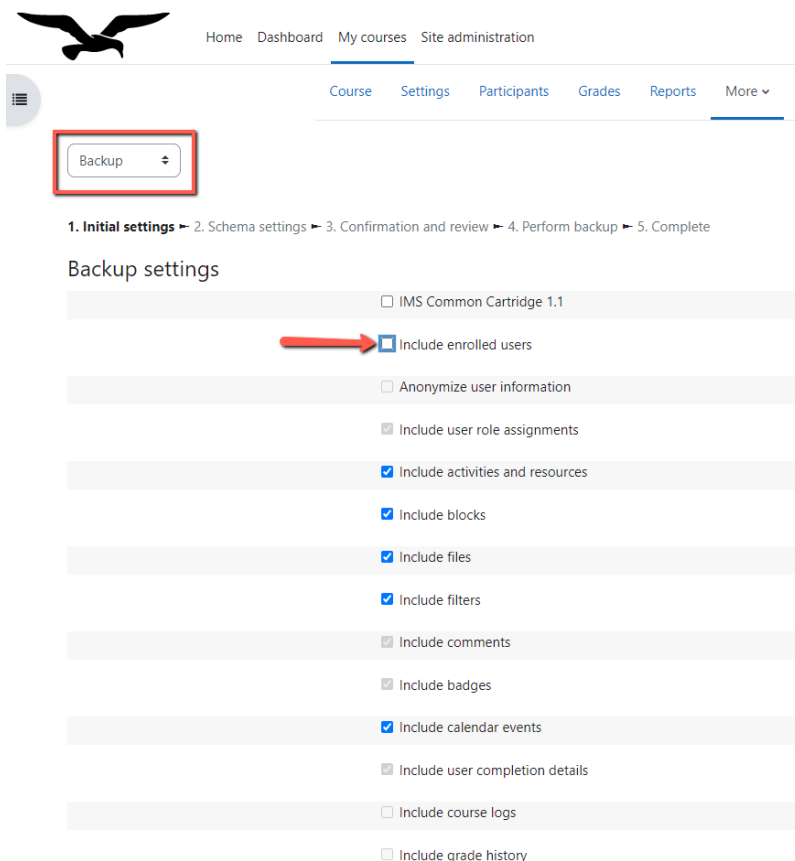 Home Dashboard My courses Site administration
Course Settings Participants Grades Reports More
Backup
1. Initial settings ► 2. Schema settings ► 3. Confirmation and review ► 4. Perform backup ► 5. Complete
Backup settings
IMS Common Cartridge 1.1
Include enrolled users
Anonymize user information
Include user role assignments
Include activities and resources
Include blocks
Include files
Include filters
Include comments
Include badges
Include calendar events
Include user completion details
Include course logs
Include grade history